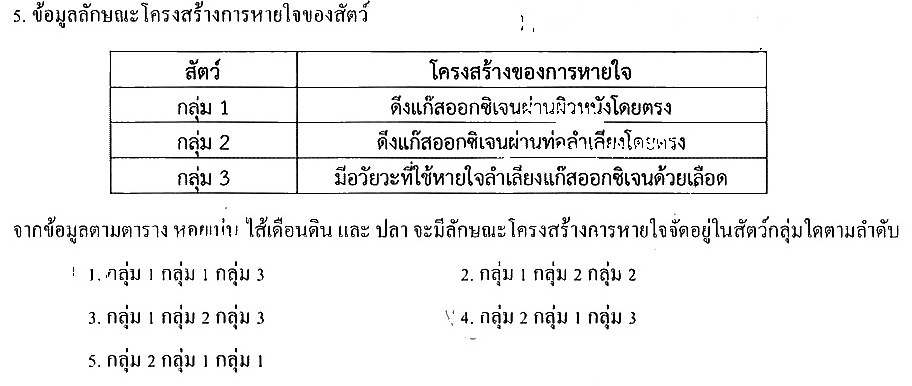 5. ข้อมูลลักษณะโครงสร้างการหายใจของสัตว์
สัตว์ โครงสร้างของการหายใจ
กลุ่ม 1 ดึงแก๊สออกซิเจนผ่านผิวหนังโดยตรง
กลุ่ม 2 ดึงแก๊สออกซิเจนผ่านท่อลำเลียงโดยตรง
กลุ่ม 3 มีอวัยวะที่ใช้หายใจลำเลียงแก๊สออกซิเจนด้วยเลือด
จากข้อมูลตามตาราง ไส้เดือนดิน และ ปลา จะมีลักษณะโครงสร้างการหายใจจัดอยู่ในสัตว์กลุ่มใดตามลำดับ
1. กลุ่ม 1 กลุ่ม 1 กลุ่ม 3 2. กลุ่ม 1 กลุ่ม 2 กลุ่ม 2
3. กลุ่ม 1 กลุ่ม 2 กลุ่ม 3 4. กลุ่ม 2 กลุ่ม 1 กลุ่ม 3
5. กลุ่ม 2 กลุ่ม 1 กลุ่ม 1